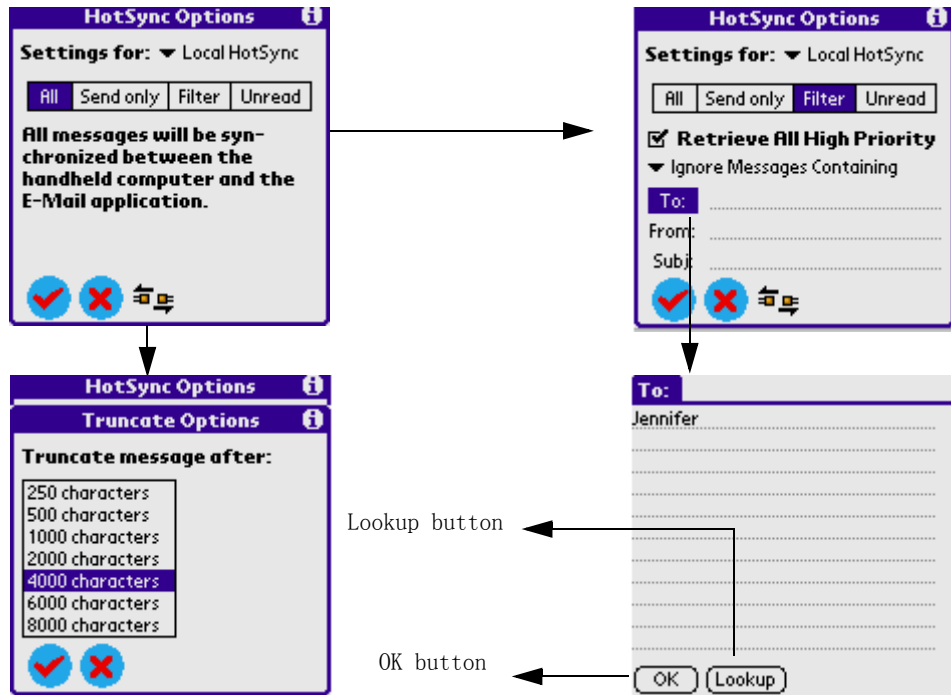 HotSync Options
Settings for: Local HotSync
All Send only Filter Unread
All messages will be syn-
chronized between the
handheld computer and the
E-Mail application.
HotSync Options
Settings for: Local HotSync
All Send only Filter Unread
Retrieve All High Priority
Ignore Messages Containing
To:
From:
Subj:
HotSync Options
Truncate Options
Truncate message after:
250 characters
500 characters
1000 characters
2000 characters
4000 characters
6000 characters
8000 characters
To:
Jennifer
Lookup button
OK button
OK Lookup